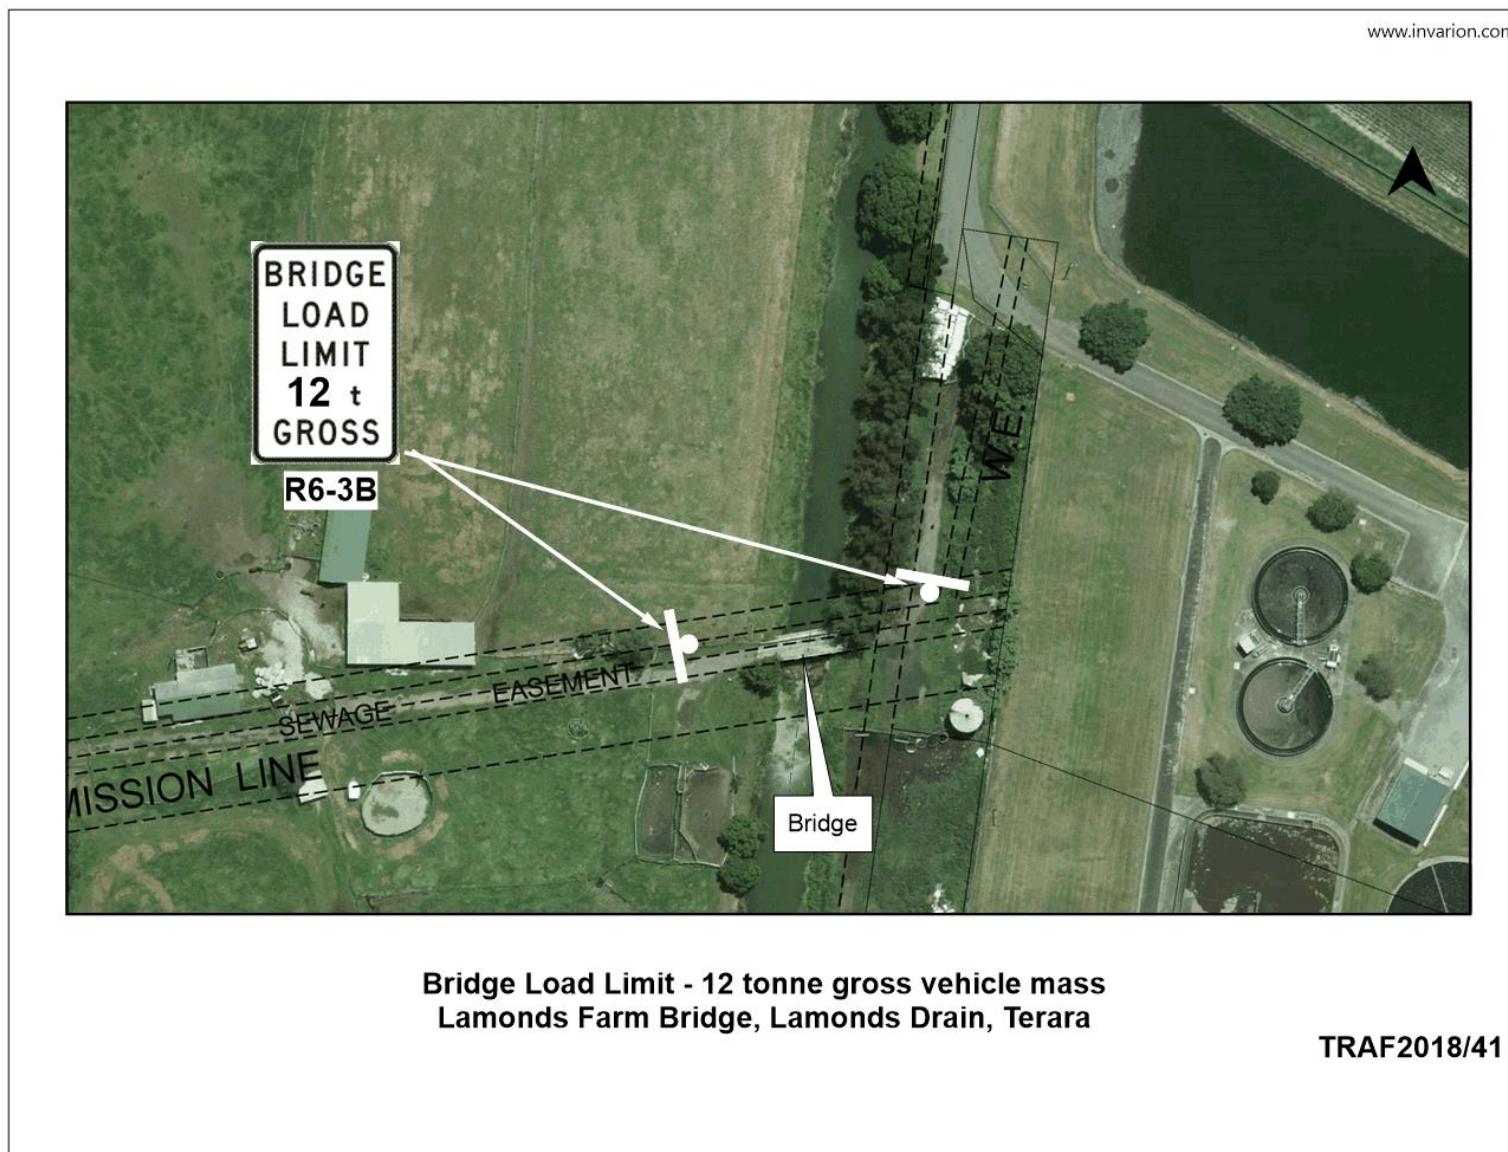 www.invarion.com
BRIDGE
LOAD
LIMIT
12 t
GROSS
R6-3B
W.E.
SEWAGE EASEMENT
MISSION LINE
Bridge
Bridge Load Limit - 12 tonne gross vehicle mass
Lamonds Farm Bridge, Lamonds Drain, Terara
TRAF2018/41